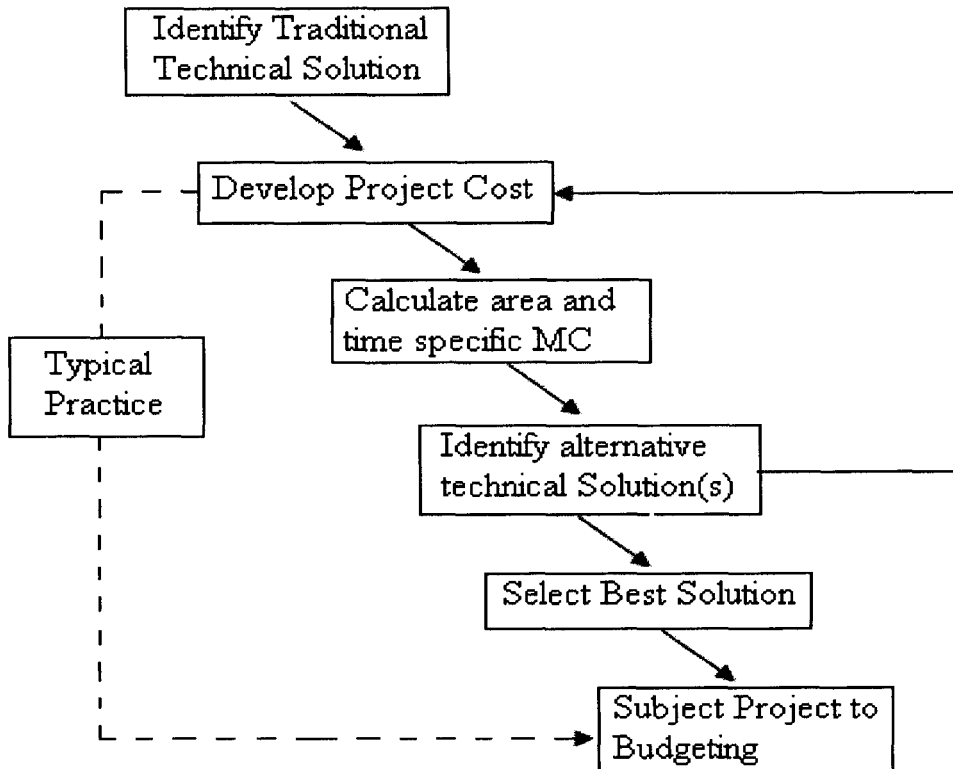 Identify Traditional
Technical Solution
Develop Project Cost
Calculate area and
time specific MC
Typical
Practice
Identify alternative
technical Solution(s)
Select Best Solution
Subject Project to
Budgeting